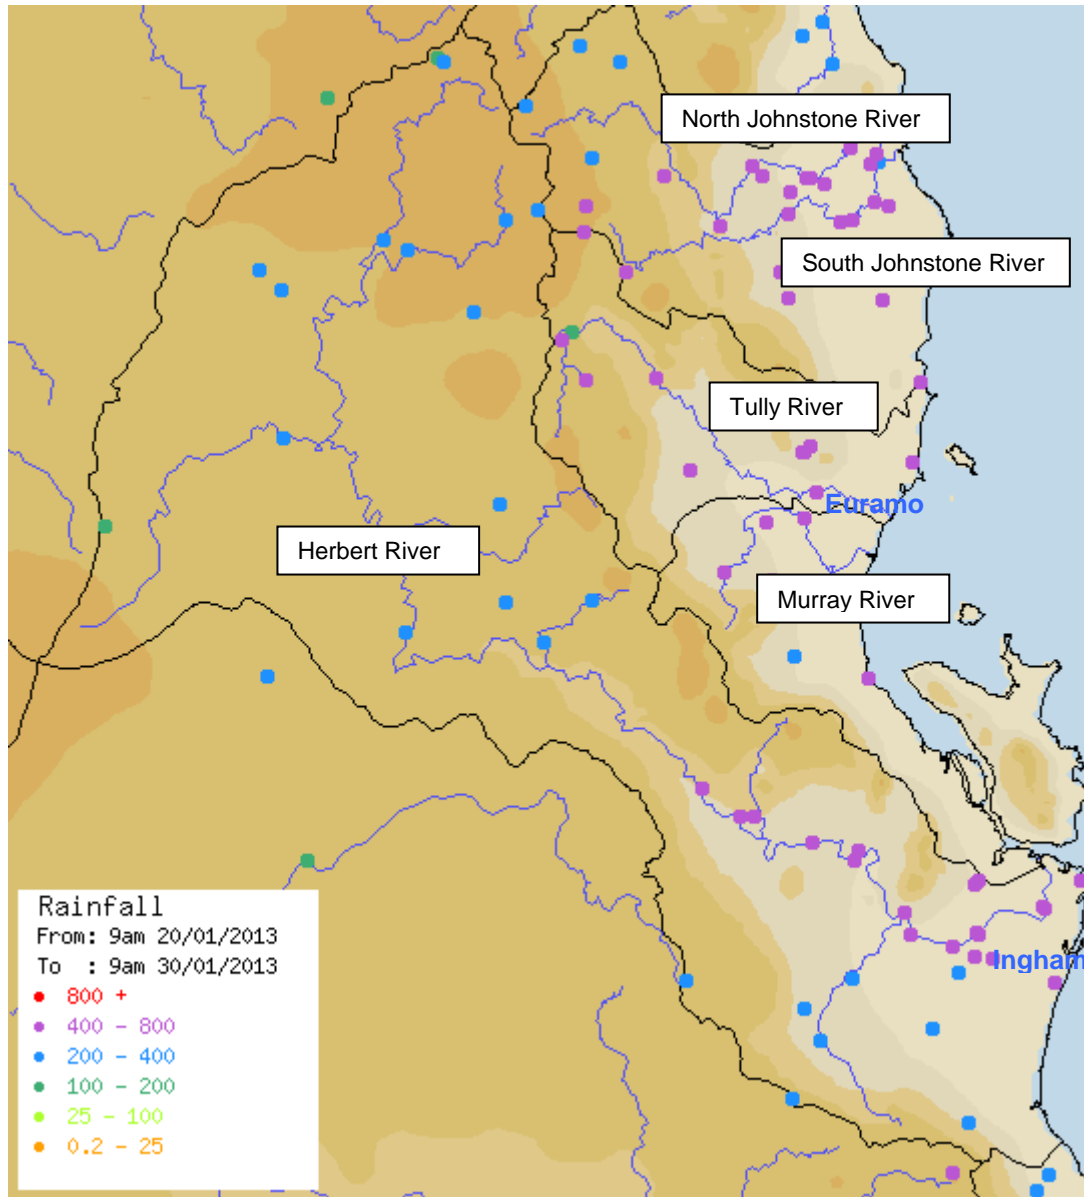 North Johnstone River
South Johnstone River
Tully River
Euramo
Herbert River
Murray River
Ingham
Rainfall
From: 9am 20/01/2013
To : 9am 30/01/2013
800 +
400 - 800
200 - 400
100 - 200
25 - 100
0.2 - 25